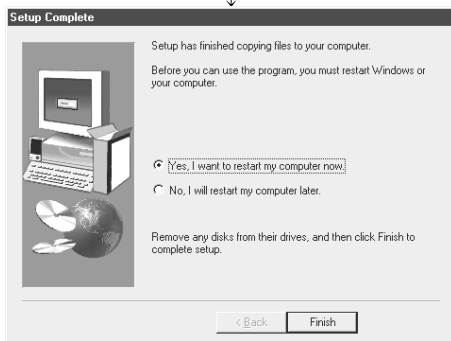 Setup Complete
Setup has finished copying files to your computer.
Before you can use the program, you must restart Windows or
your computer.
Yes, I want to restart my computer now.
No, I will restart my computer later.
Remove any disks from their drives, and then click Finish to
complete setup.
< Back
Finish